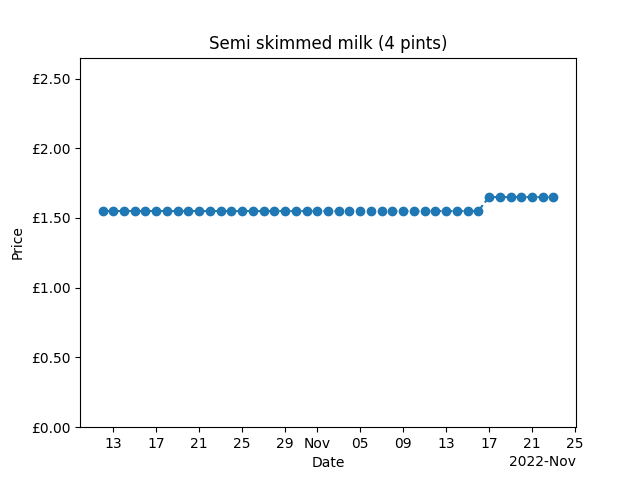 Semi skimmed milk (4 pints)
£2.50
£2.00
£1.50
£1.00
£0.50
£0.00
Price
13 17 21 25 29 Nov 05 09 13 17 21 25
Date
2022-Nov